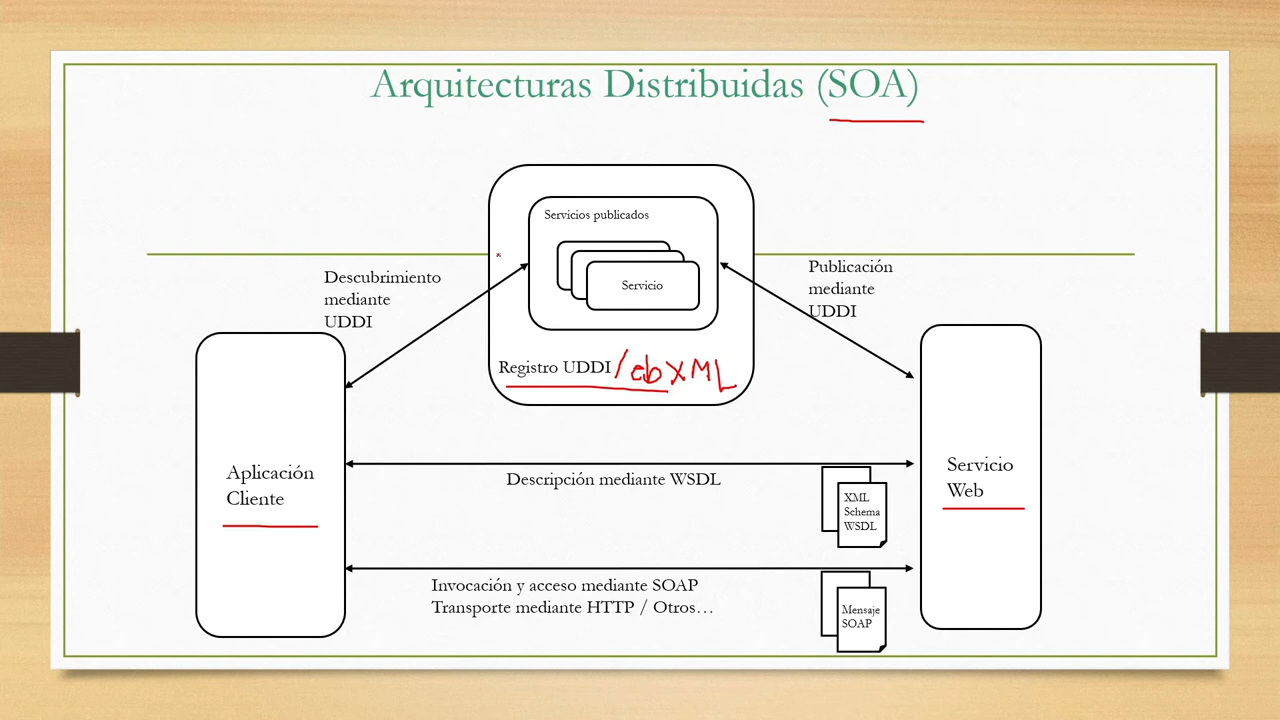 Arquitecturas Distribuidas (SOA)
Servicios publicados
Servicio
Registro UDDI /ebXML
Descubrimiento
mediante
UDDI
Publicación
mediante
UDDI
Aplicación
Cliente
Servicio
Web
Descripción mediante WSDL
XML
Schema
WSDL
Invocación y acceso mediante SOAP
Transporte mediante HTTP / Otros…
Mensaje
SOAP